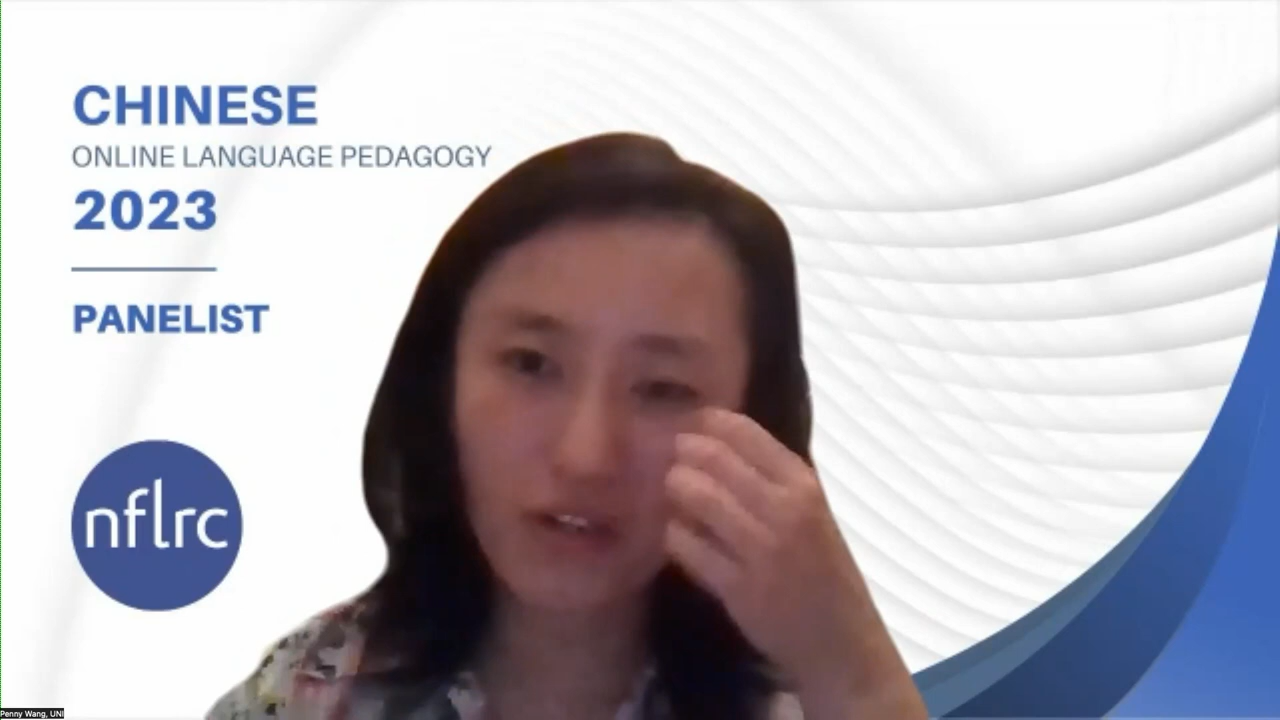 CHINESE
ONLINE LANGUAGE PEDAGOGY
2023
PANELIST
nflrc
Penny Wang, UNI